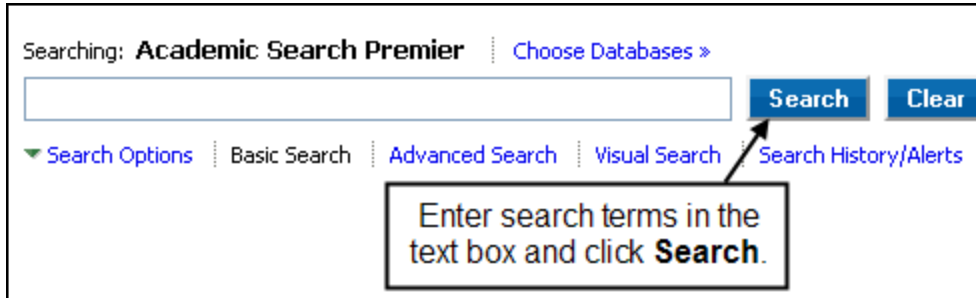 Searching: Academic Search Premier Choose Databases »
Search Clear
Search Options Basic Search Advanced Search Visual Search Search History/Alerts
Enter search terms in the
text box and click Search.